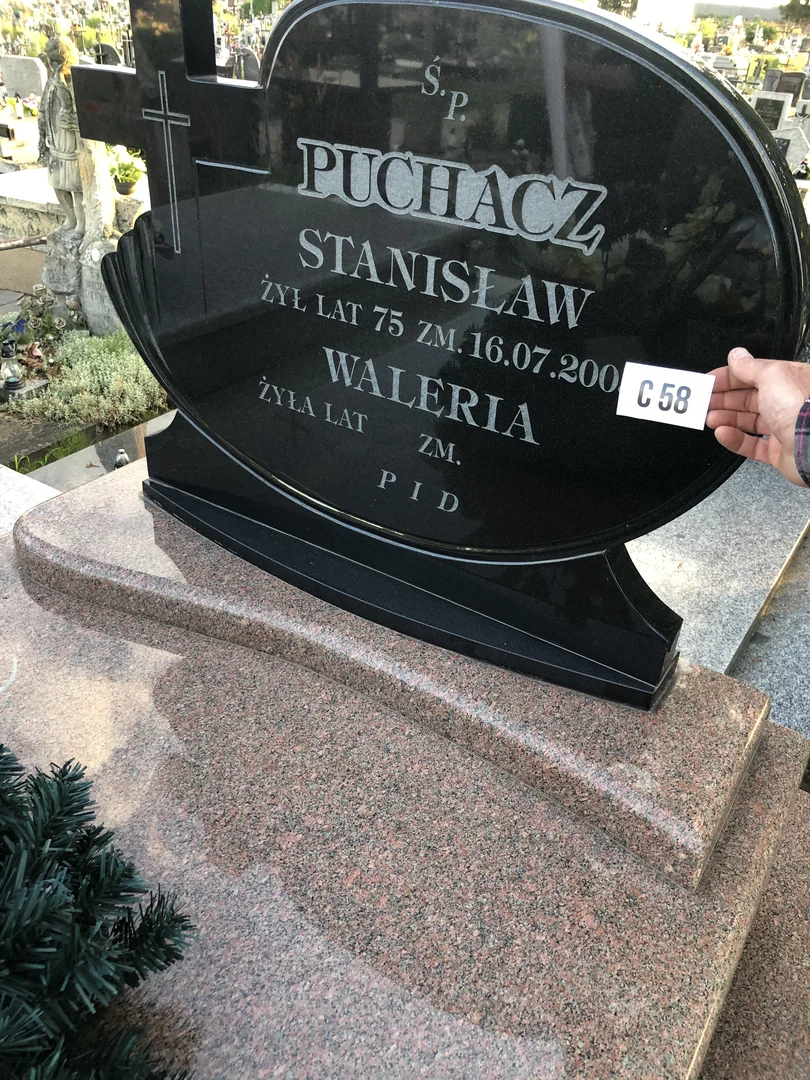 Ś.P.
PUCHACZ
STANISŁAW
ŻYŁ LAT 75 ZM. 16.07.200
WALERIA
ŻYŁA LAT ZM.
P I D
C 58